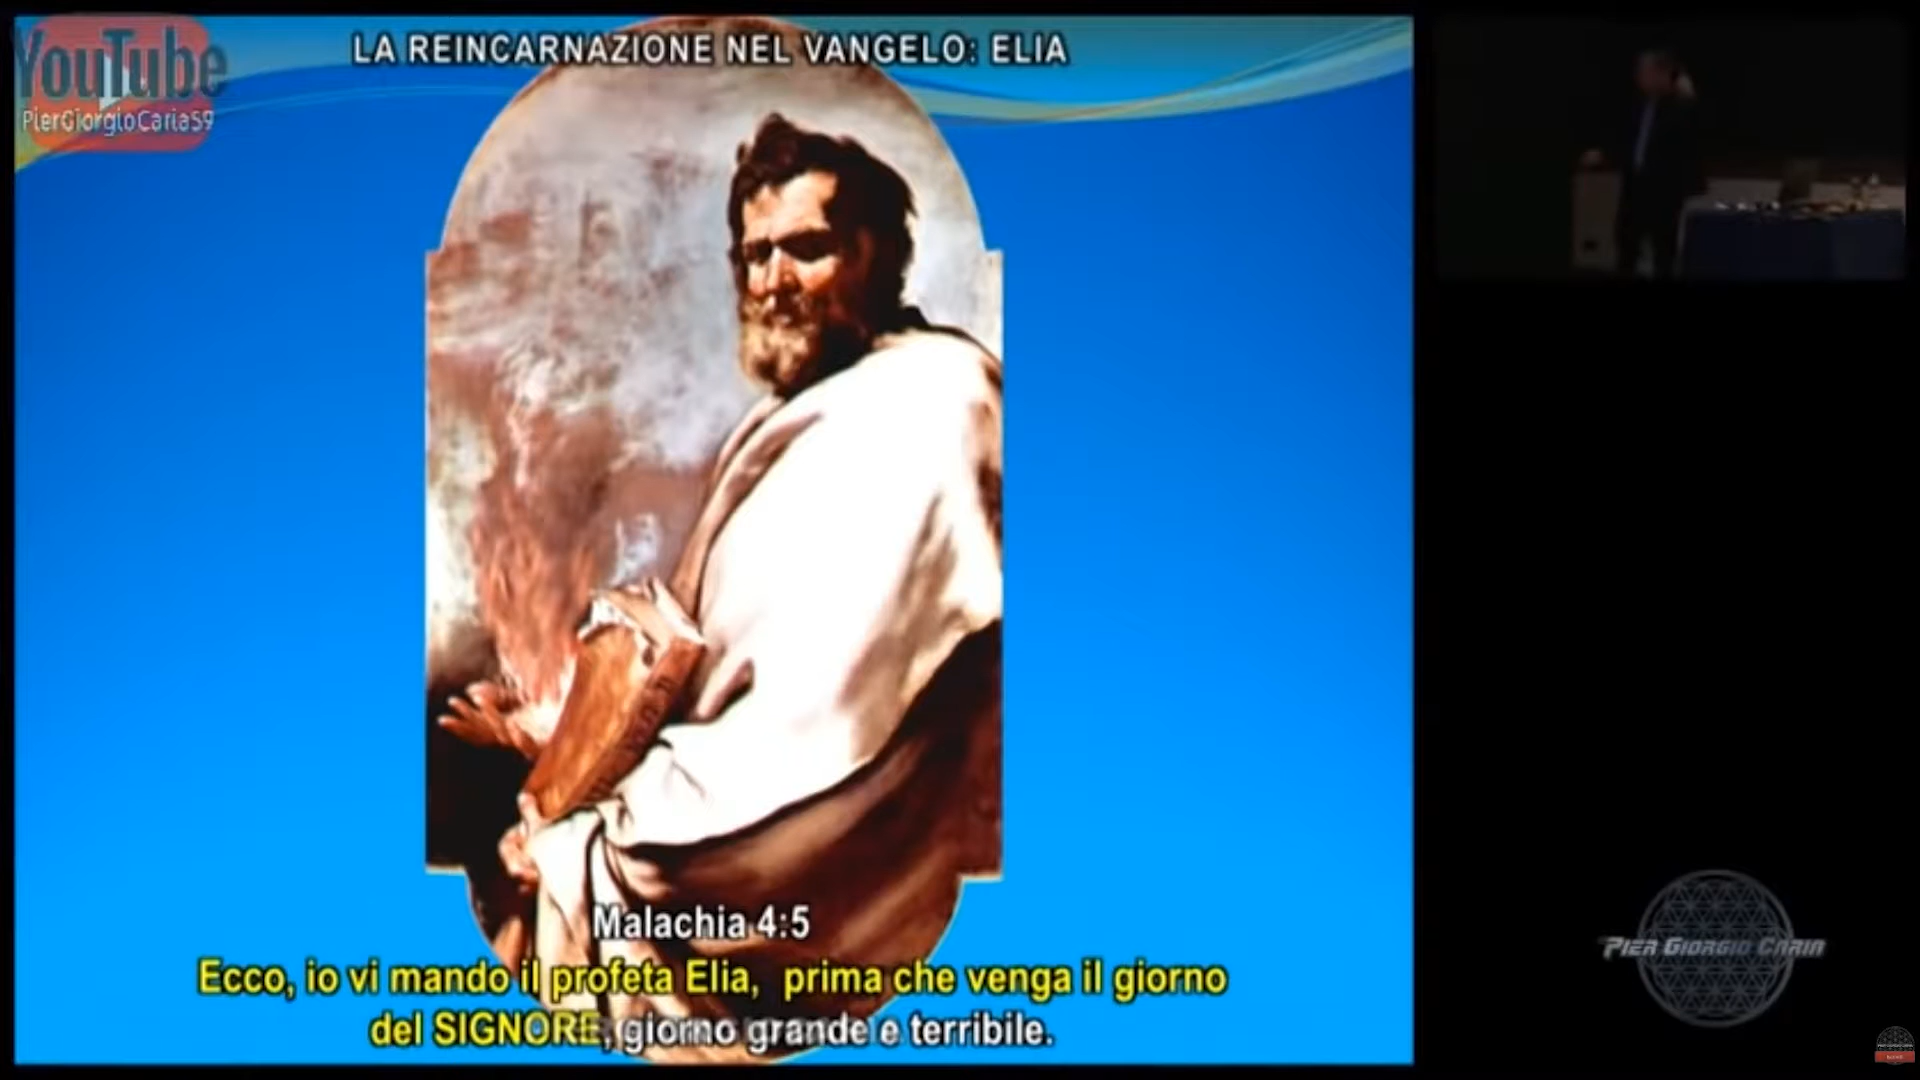 YouTube
PierGiorgioCaria59
LA REINCARNAZIONE NEL VANGELO: ELIA
Malachia 4:5
Ecco, io vi mando il profeta Elia, prima che venga il giorno
del SIGNORE, giorno grande e terribile.
PIER GIORGIO CARIA